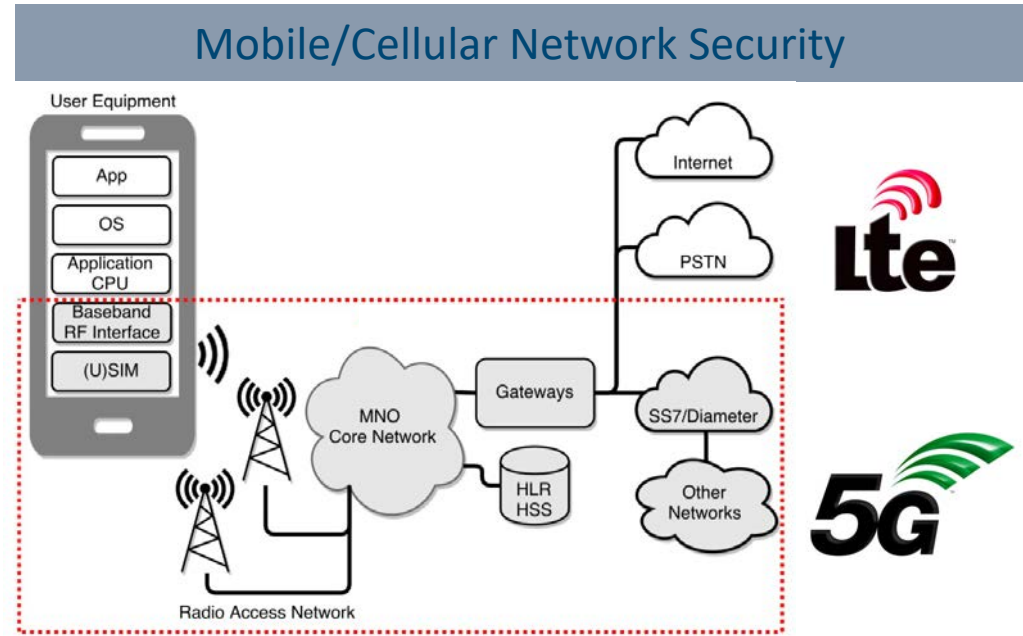 Mobile/Cellular Network Security
User Equipment
App
OS
Application
CPU
Baseband
RF Interface
(U)SIM
Radio Access Network
MNO
Core Network
Gateways
HLR
HSS
Internet
PSTN
SS7/Diameter
Other
Networks
Lte™
5G